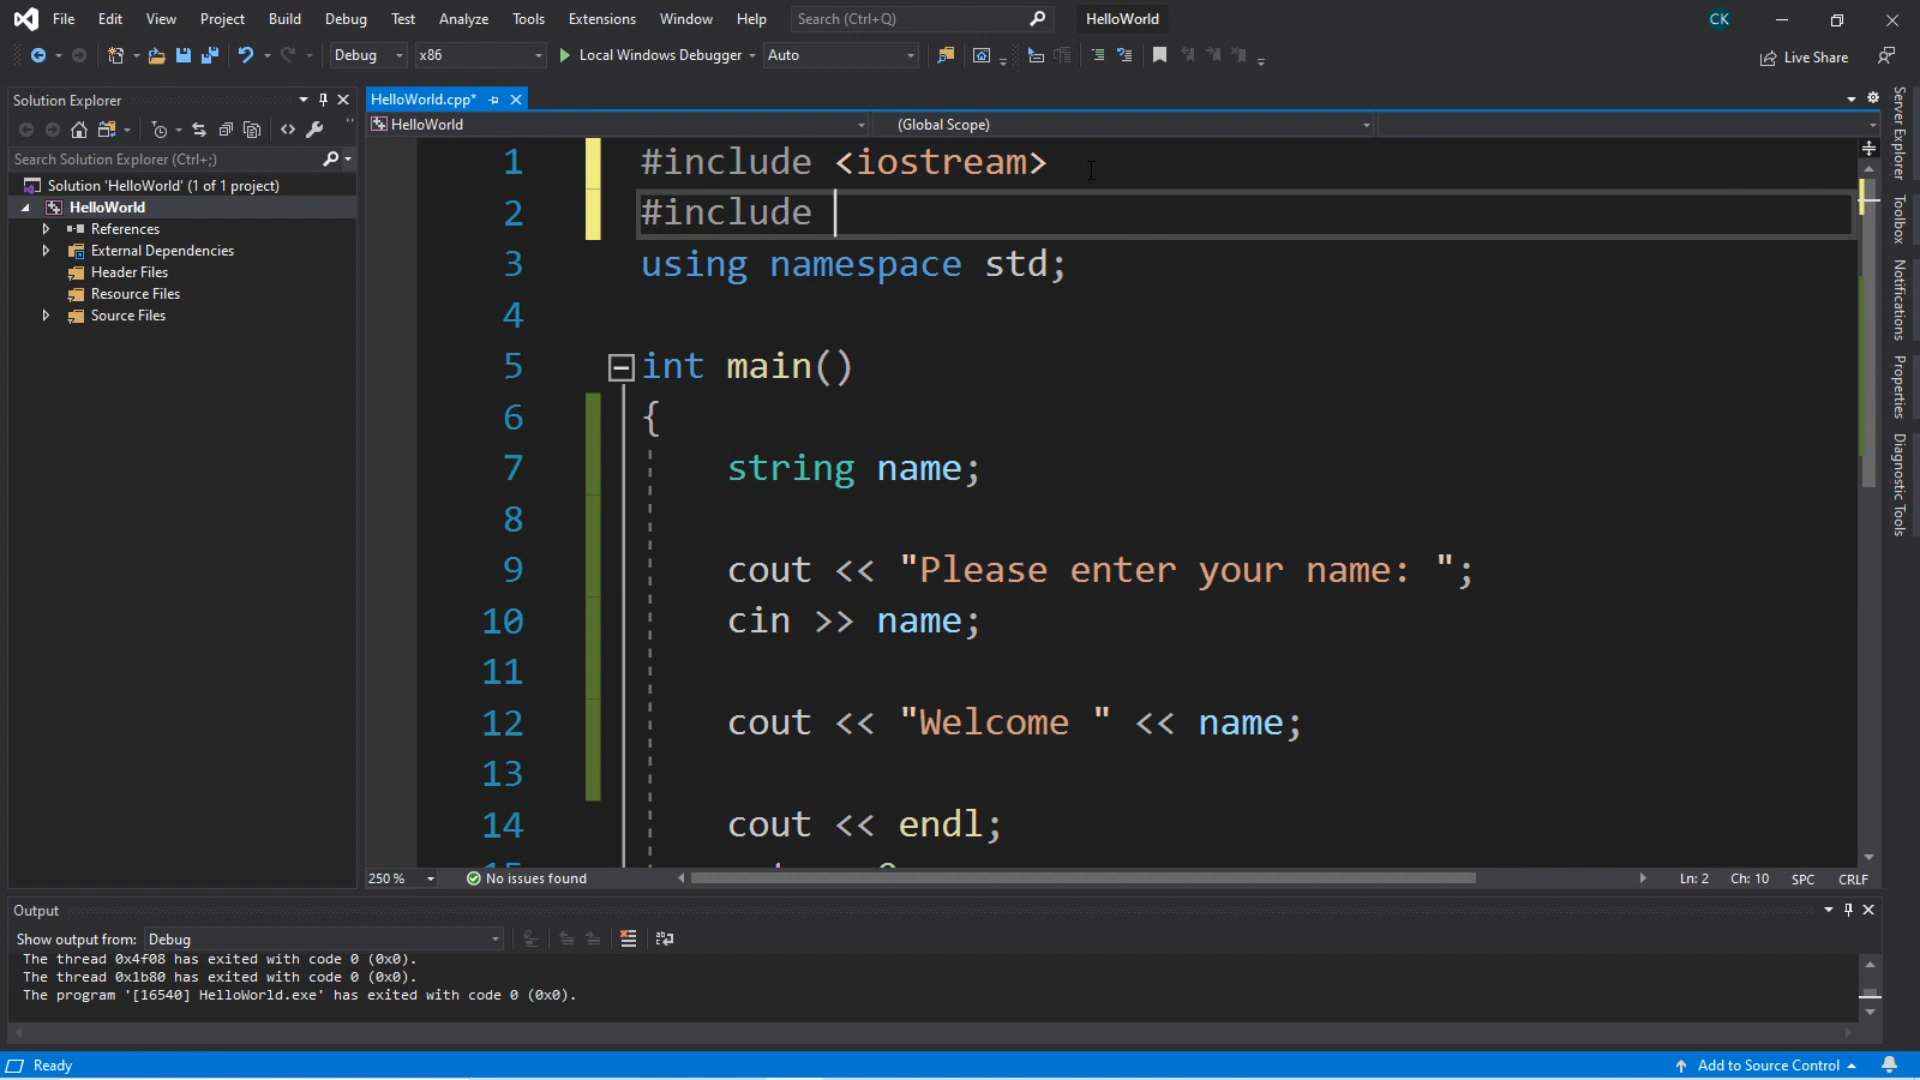 File Edit View Project Build Debug Test Analyze Tools Extensions Window Help Search (Ctrl+Q) HelloWorld CK
Debug x86 Local Windows Debugger Auto Live Share
Solution Explorer
Search Solution Explorer (Ctrl+;)
Solution 'HelloWorld' (1 of 1 project)
HelloWorld
References
External Dependencies
Header Files
Resource Files
Source Files
HelloWorld.cpp*
HelloWorld (Global Scope)
1 #include <iostream>
2 #include
3 using namespace std;
4
5 int main()
6 {
7 string name;
8
9 cout << "Please enter your name: ";
10 cin >> name;
11
12 cout << "Welcome " << name;
13
14 cout << endl;
250 % No issues found Ln: 2 Ch: 10 SPC CRLF
Server Explorer
Toolbox
Notifications
Properties
Diagnostic Tools
Output
Show output from: Debug
The thread 0x4f08 has exited with code 0 (0x0).
The thread 0x1b80 has exited with code 0 (0x0).
The program '[16540] HelloWorld.exe' has exited with code 0 (0x0).
Ready Add to Source Control